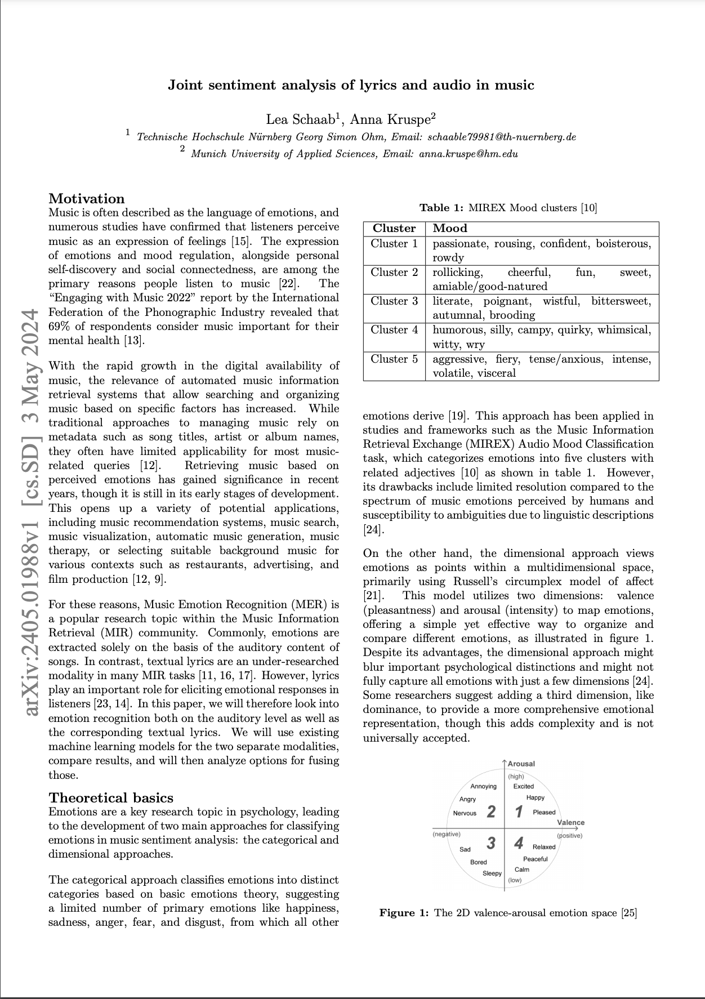 Joint sentiment analysis of lyrics and audio in music
Lea Schaab1, Anna Kruspe2
1 Technische Hochschule Nürnberg Georg Simon Ohm, Email: schaable79981@th-nuernberg.de
2 Munich University of Applied Sciences, Email: anna.kruspe@hm.edu
arXiv:2405.01988v1 [cs.SD] 3 May 2024
Motivation
Music is often described as the language of emotions, and
numerous studies have confirmed that listeners perceive
music as an expression of feelings [15]. The expression
of emotions and mood regulation, alongside personal
self-discovery and social connectedness, are among the
primary reasons people listen to music [22]. The
“Engaging with Music 2022” report by the International
Federation of the Phonographic Industry revealed that
69% of respondents consider music important for their
mental health [13].
With the rapid growth in the digital availability of
music, the relevance of automated music information
retrieval systems that allow searching and organizing
music based on specific factors has increased. While
traditional approaches to managing music rely on
metadata such as song titles, artist or album names,
they often have limited applicability for most music-
related queries [12]. Retrieving music based on
perceived emotions has gained significance in recent
years, though it is still in its early stages of development.
This opens up a variety of potential applications,
including music recommendation systems, music search,
music visualization, automatic music generation, music
therapy, or selecting suitable background music for
various contexts such as restaurants, advertising, and
film production [12, 9].
For these reasons, Music Emotion Recognition (MER) is
a popular research topic within the Music Information
Retrieval (MIR) community. Commonly, emotions are
extracted solely on the basis of the auditory content of
songs. In contrast, textual lyrics are an under-researched
modality in many MIR tasks [11, 16, 17]. However, lyrics
play an important role for eliciting emotional responses in
listeners [23, 14]. In this paper, we will therefore look into
emotion recognition both on the auditory level as well as
the corresponding textual lyrics. We will use existing
machine learning models for the two separate modalities,
compare results, and will then analyze options for fusing
those.
Theoretical basics
Emotions are a key research topic in psychology, leading
to the development of two main approaches for classifying
emotions in music sentiment analysis: the categorical and
dimensional approaches.
The categorical approach classifies emotions into distinct
categories based on basic emotions theory, suggesting
a limited number of primary emotions like happiness,
sadness, anger, fear, and disgust, from which all other
Table 1: MIREX Mood clusters [10]
Cluster Mood
Cluster 1 passionate, rousing, confident, boisterous,
rowdy
Cluster 2 rollicking, cheerful, fun, sweet,
amiable/good-natured
Cluster 3 literate, poignant, wistful, bittersweet,
autumnal, brooding
Cluster 4 humorous, silly, campy, quirky, whimsical,
witty, wry
Cluster 5 aggressive, fiery, tense/anxious, intense,
volatile, visceral
emotions derive [19]. This approach has been applied in
studies and frameworks such as the Music Information
Retrieval Exchange (MIREX) Audio Mood Classification
task, which categorizes emotions into five clusters with
related adjectives [10] as shown in table 1. However,
its drawbacks include limited resolution compared to the
spectrum of music emotions perceived by humans and
susceptibility to ambiguities due to linguistic descriptions
[24].
On the other hand, the dimensional approach views
emotions as points within a multidimensional space,
primarily using Russell’s circumplex model of affect
[21]. This model utilizes two dimensions: valence
(pleasantness) and arousal (intensity) to map emotions,
offering a simple yet effective way to organize and
compare different emotions, as illustrated in figure 1.
Despite its advantages, the dimensional approach might
blur important psychological distinctions and might not
fully capture all emotions with just a few dimensions [24].
Some researchers suggest adding a third dimension, like
dominance, to provide a more comprehensive emotional
representation, though this adds complexity and is not
universally accepted.
Arousal
(high)
Annoying Excited
Angry Happy
Nervous 2 1 Pleased
Valence
(negative) (positive)
3 4
Sad Relaxed
Bored Peaceful
Sleepy Calm
(low)
Figure 1: The 2D valence-arousal emotion space [25]